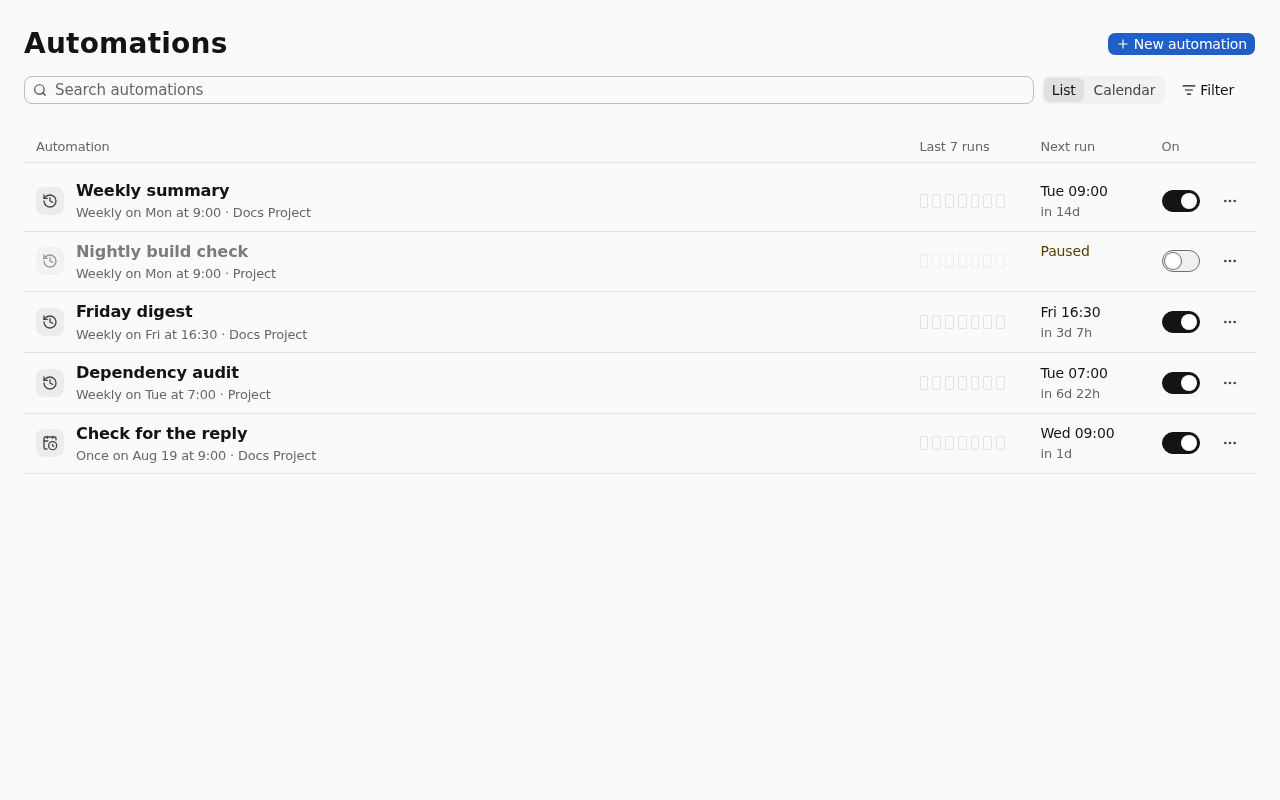 Automations
New automation
Search automations
List
Calendar
Filter
Automation
Last 7 runs
Next run
On
Weekly summary
Weekly on Mon at 9:00 · Docs Project
Tue 09:00
in 14d
Nightly build check
Weekly on Mon at 9:00 · Project
Paused
Friday digest
Weekly on Fri at 16:30 · Docs Project
Fri 16:30
in 3d 7h
Dependency audit
Weekly on Tue at 7:00 · Project
Tue 07:00
in 6d 22h
Check for the reply
Once on Aug 19 at 9:00 · Docs Project
Wed 09:00
in 1d